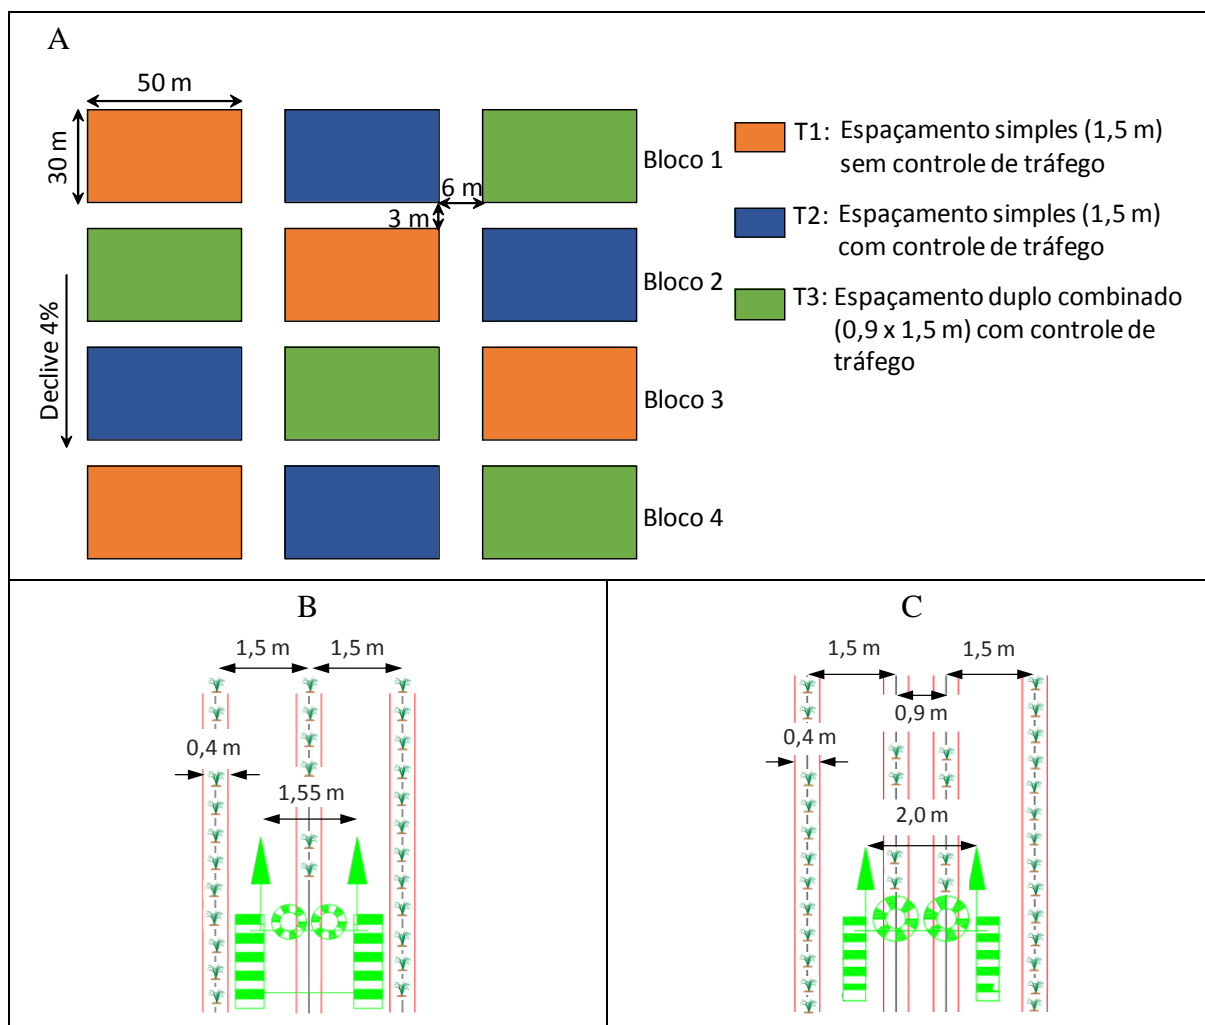 A
50 m
30 m
Bloco 1
6 m
3 m
Bloco 2
Declive 4%
Bloco 3
Bloco 4
T1: Espaçamento simples (1,5 m)
sem controle de tráfego
T2: Espaçamento simples (1,5 m)
com controle de tráfego
T3: Espaçamento duplo combinado
(0,9 x 1,5 m) com controle de
tráfego
B
1,5 m 1,5 m
0,4 m
1,55 m
C
1,5 m 1,5 m
0,9 m
0,4 m
2,0 m